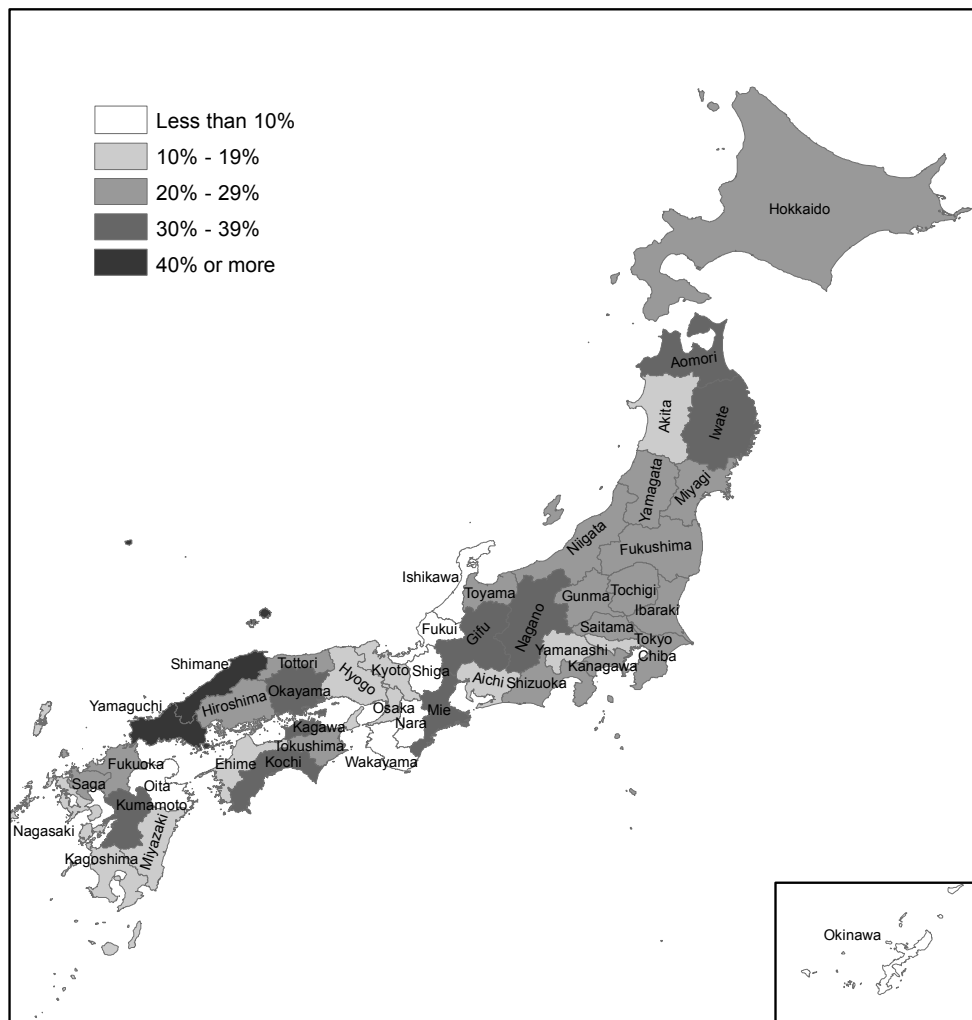 Less than 10%
10% - 19%
20% - 29%
30% - 39%
40% or more
Hokkaido
Aomori
Akita
Iwate
Yamagata
Miyagi
Niigata
Fukushima
Ishikawa
Toyama
Gunma
Tochigi
Ibaraki
Fukui
Gifu
Nagano
Saitama
Tokyo
Yamanashi
Chiba
Kanagawa
Shimane
Tottori
Hyogo
Kyoto
Shiga
Aichi
Shizuoka
Yamaguchi
Hiroshima
Okayama
Osaka
Mie
Nara
Kagawa
Tokushima
Wakayama
Fukuoka
Ehime
Kochi
Saga
Oita
Kumamoto
Nagasaki
Miyazaki
Kagoshima
Okinawa